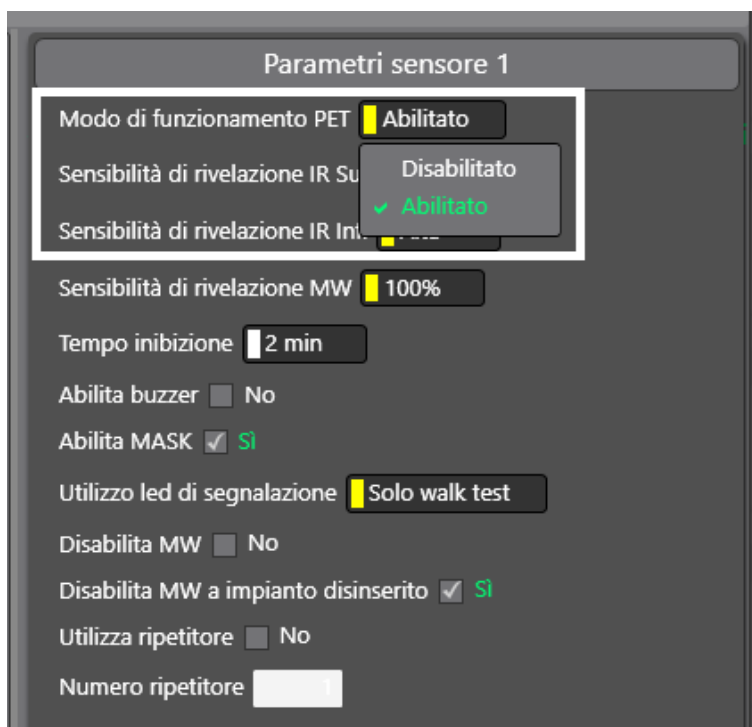 Parametri sensore 1
Modo di funzionamento PET Abilitato
Disabilitato
Sensibilità di rivelazione IR Su
Abilitato
Sensibilità di rivelazione IR
Sensibilità di rivelazione MW 100%
Tempo inibizione 2 min
Abilita buzzer No
Abilita MASK Sì
Utilizzo led di segnalazione Solo walk test
Disabilita MW No
Disabilita MW a impianto disinserito Sì
Utilizza ripetitore No
Numero ripetitore 1